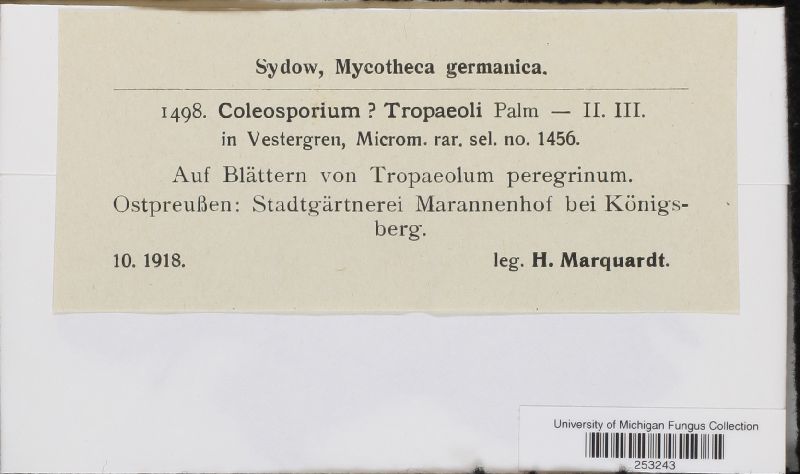 Sydow, Mycotheca germanica.
1498. Coleosporium ? Tropaeoli Palm — II. III.
in Vestergren, Microm. rar. sel. no. 1456.
Auf Blättern von Tropaeolum peregrinum.
Ostpreußen: Stadtgärtnerei Marannenhof bei Königs-
berg.
10. 1918. leg. H. Marquardt.
University of Michigan Fungus Collection
253243